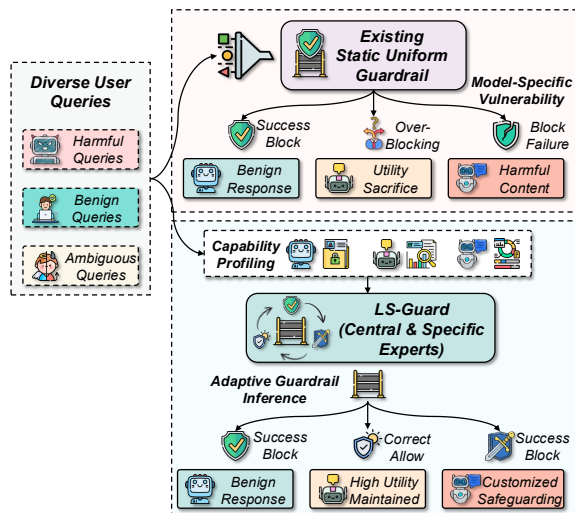 Diverse User
Queries
Harmful
Queries
Benign
Queries
Ambiguous
Queries
Existing
Static Uniform
Guardrail
Model-Specific
Vulnerability
Success
Block
Over-
Blocking
Block
Failure
Benign
Response
Utility
Sacrifice
Harmful
Content
Capability
Profiling
LS-Guard
(Central & Specific
Experts)
Adaptive Guardrail
Inference
Success
Block
Correct
Allow
Success
Block
Benign
Response
High Utility
Maintained
Customized
Safeguarding